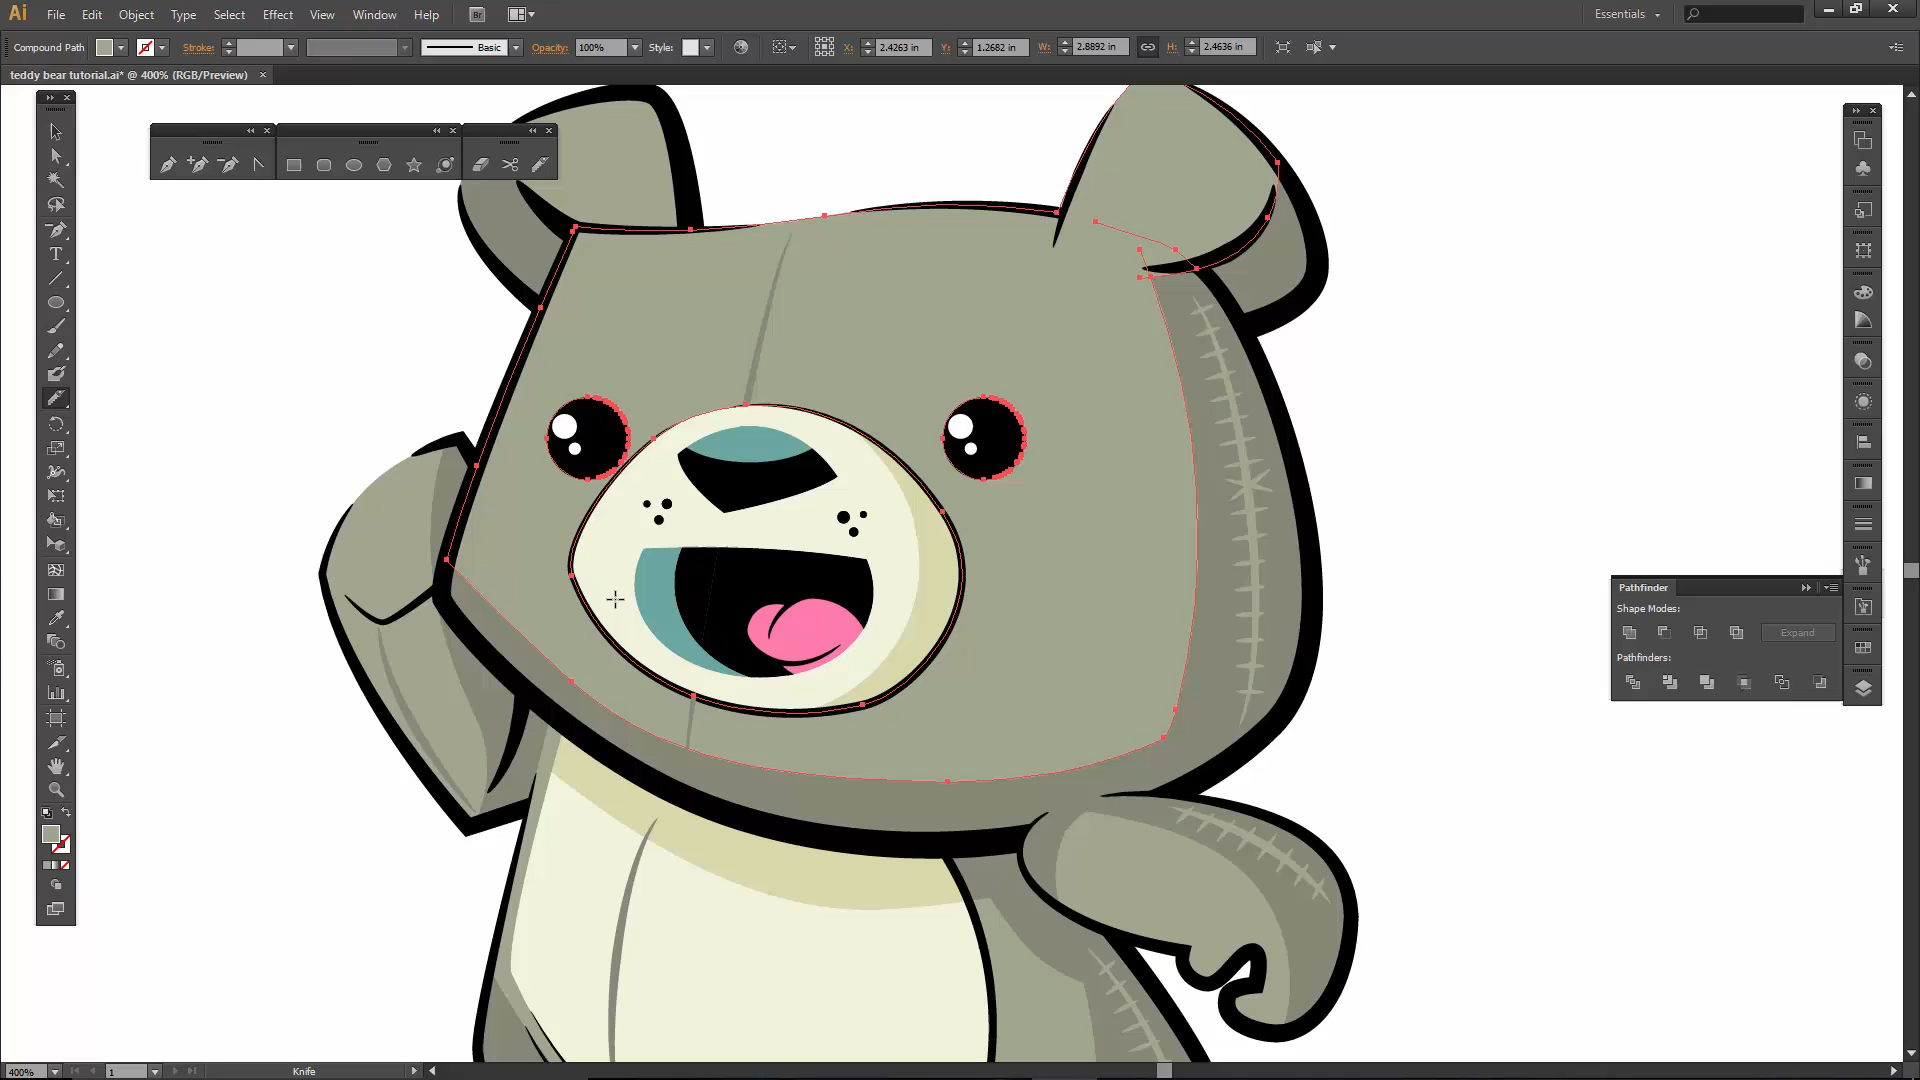 Ai File Edit Object Type Select Effect View Window Help Br Essentials
Compound Path Stroke: Basic Opacity: 100% Style: X: 2.4263 in Y: 1.2682 in W: 2.8892 in H: 2.4636 in
teddy bear tutorial.ai* @ 400% (RGB/Preview)
Pathfinder
Shape Modes:
Expand
Pathfinders:
400% 1 Knife